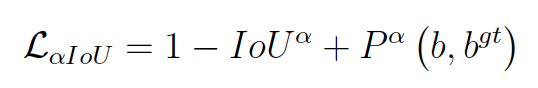 𝓛_{αIoU} = 1 − IoU^α + P^α (b, b^{gt})